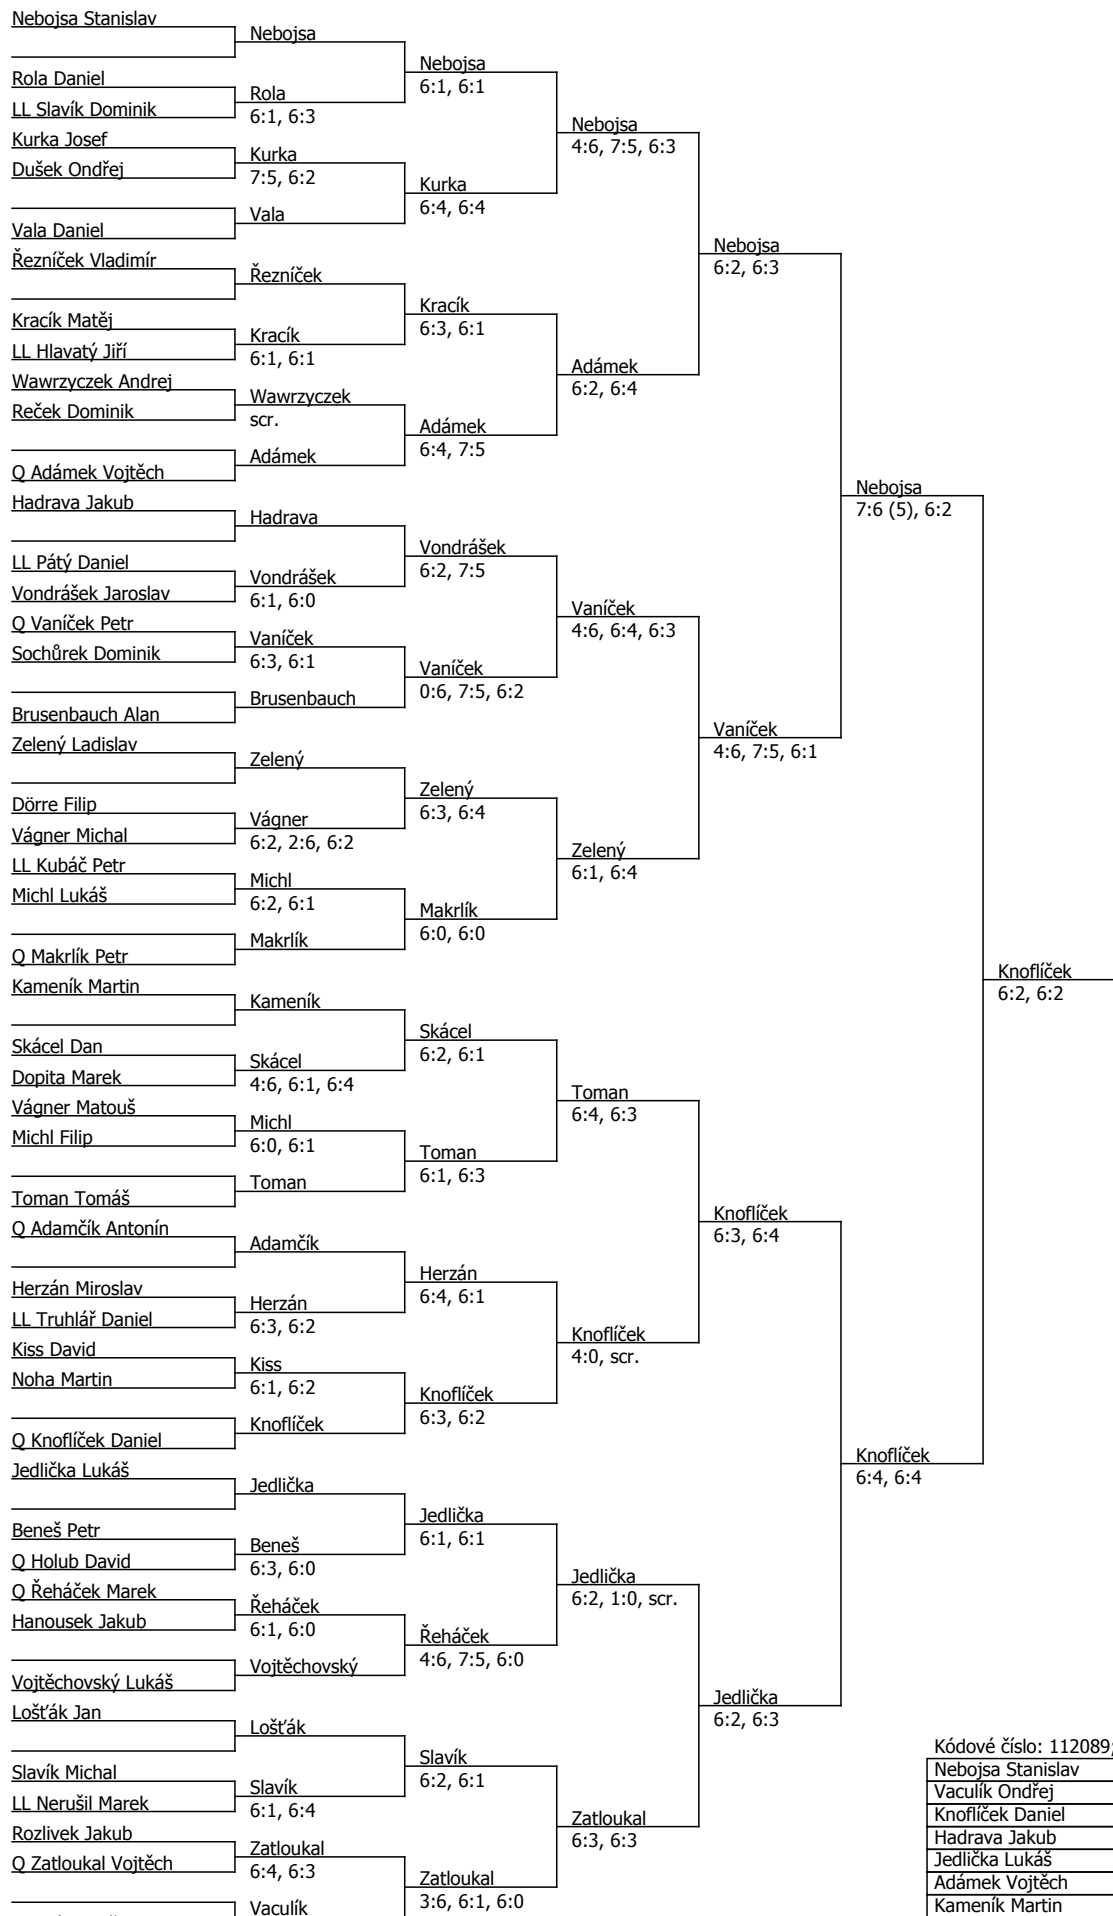 Nebojsa Stanislav
Rola Daniel
LL Slavík Dominik
Kurka Josef
Dušek Ondřej
Vala Daniel
Řezníček Vladimír
Kracík Matěj
LL Hlavatý Jiří
Wawrzyczek Andrej
Reček Dominik
Q Adámek Vojtěch
Hadrava Jakub
LL Pátý Daniel
Vondrášek Jaroslav
Q Vaníček Petr
Sochůrek Dominik
Brusenbauch Alan
Zelený Ladislav
Dörre Filip
Vágner Michal
LL Kubáč Petr
Michl Lukáš
Q Makrlík Petr
Kameník Martin
Skácel Dan
Dopita Marek
Vágner Matouš
Michl Filip
Toman Tomáš
Q Adamčík Antonín
Herzán Miroslav
LL Truhlář Daniel
Kiss David
Noha Martin
Q Knoflíček Daniel
Jedlička Lukáš
Beneš Petr
Q Holub David
Q Řeháček Marek
Hanousek Jakub
Vojtěchovský Lukáš
Lošťák Jan
Slavík Michal
LL Nerušil Marek
Rozlivek Jakub
Q Zatloukal Vojtěch
Nebojsa
Rola
6:1, 6:3
Kurka
7:5, 6:2
Vala
Řezníček
Kracík
6:1, 6:1
Wawrzyczek
scr.
Adámek
Hadrava
Vondrášek
6:1, 6:0
Vaníček
6:3, 6:1
Brusenbauch
Zelený
Vágner
6:2, 2:6, 6:2
Michl
6:2, 6:1
Makrlík
Kameník
Skácel
4:6, 6:1, 6:4
Michl
6:0, 6:1
Toman
Adamčík
Herzán
6:3, 6:2
Kiss
6:1, 6:2
Knoflíček
Jedlička
Beneš
6:3, 6:0
Řeháček
6:1, 6:0
Vojtěchovský
Lošťák
Slavík
6:1, 6:4
Zatloukal
6:4, 6:3
Vaculík
Nebojsa
6:1, 6:1
Kurka
6:4, 6:4
Kracík
6:3, 6:1
Adámek
6:4, 7:5
Vondrášek
6:2, 7:5
Vaníček
0:6, 7:5, 6:2
Zelený
6:3, 6:4
Makrlík
6:0, 6:0
Skácel
6:2, 6:1
Toman
6:1, 6:3
Herzán
6:4, 6:1
Knoflíček
6:3, 6:2
Jedlička
6:1, 6:1
Řeháček
4:6, 7:5, 6:0
Slavík
6:2, 6:1
Zatloukal
3:6, 6:1, 6:0
Nebojsa
4:6, 7:5, 6:3
Adámek
6:2, 6:4
Vaníček
4:6, 6:4, 6:3
Zelený
6:1, 6:4
Toman
6:4, 6:3
Knoflíček
4:0, scr.
Jedlička
6:2, 1:0, scr.
Zatloukal
6:3, 6:3
Nebojsa
6:2, 6:3
Vaníček
4:6, 7:5, 6:1
Knoflíček
6:3, 6:4
Jedlička
6:2, 6:3
Nebojsa
7:6 (5), 6:2
Knoflíček
6:4, 6:4
Knoflíček
6:2, 6:2
Kódové číslo: 112089;
Nebojsa Stanislav
Vaculík Ondřej
Knoflíček Daniel
Hadrava Jakub
Jedlička Lukáš
Adámek Vojtěch
Kameník Martin